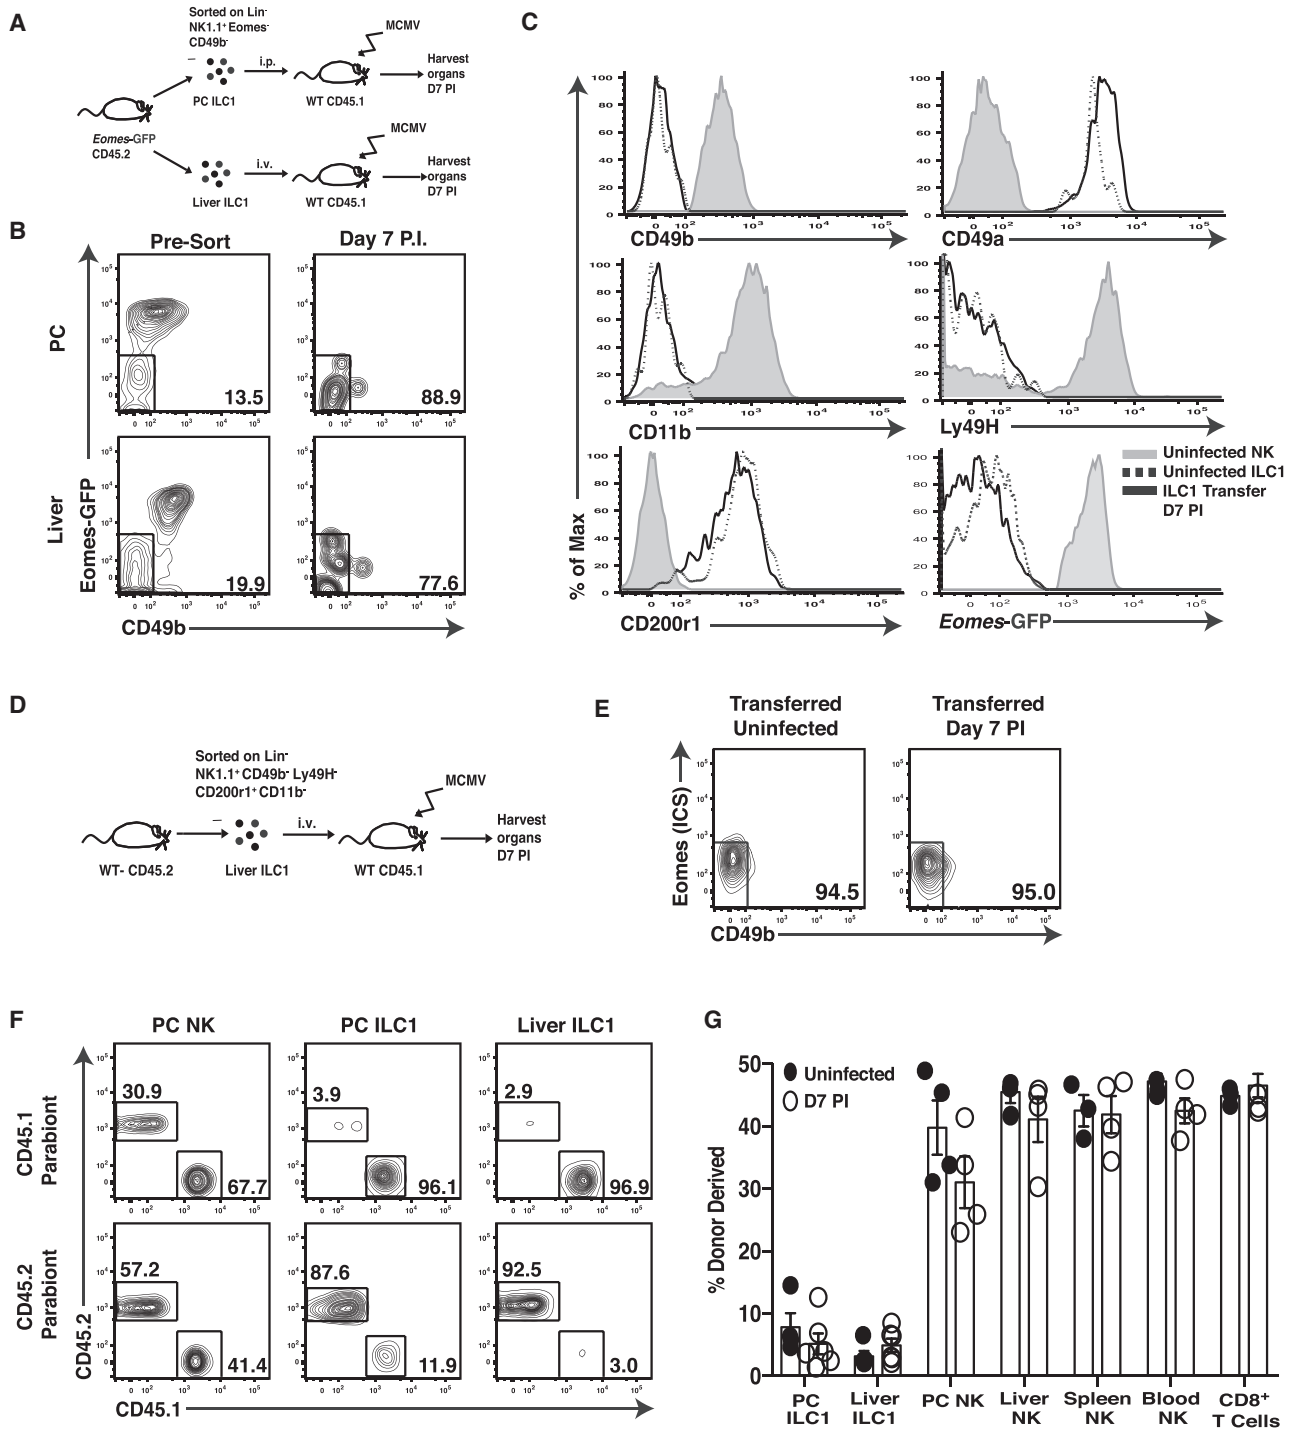 A
Sorted on Lin-
NK1.1+Eomes-
CD49b-
MCMV
i.p.
Harvest
organs
D7 PI
PC ILC1
WT CD45.1
Eomes-GFP
CD45.2
MCMV
i.v.
Harvest
organs
D7 PI
Liver ILC1
WT CD45.1
B
Pre-Sort
Day 7 P.I.
PC
13.5
88.9
Liver
Eomes-GFP
19.9
77.6
CD49b
C
% of Max
CD49b
CD49a
CD11b
Ly49H
CD200r1
Eomes-GFP
Uninfected NK
Uninfected ILC1
ILC1 Transfer
D7 PI
D
Sorted on Lin-
NK1.1+CD49b- Ly49H-
CD200r1+CD11b-
MCMV
i.v.
Harvest
organs
D7 PI
WT- CD45.2
Liver ILC1
WT CD45.1
E
Transferred
Uninfected
Transferred
Day 7 PI
Eomes (ICS)
94.5
95.0
CD49b
F
PC NK
PC ILC1
Liver ILC1
CD45.1
Parabiont
30.9
67.7
3.9
96.1
2.9
96.9
CD45.2
Parabiont
57.2
41.4
87.6
11.9
92.5
3.0
CD45.2
CD45.1
G
Uninfected
D7 PI
% Donor Derived
50
40
30
20
10
0
PC
ILC1
Liver
ILC1
PC NK
Liver
NK
Spleen
NK
Blood
NK
CD8+
T Cells